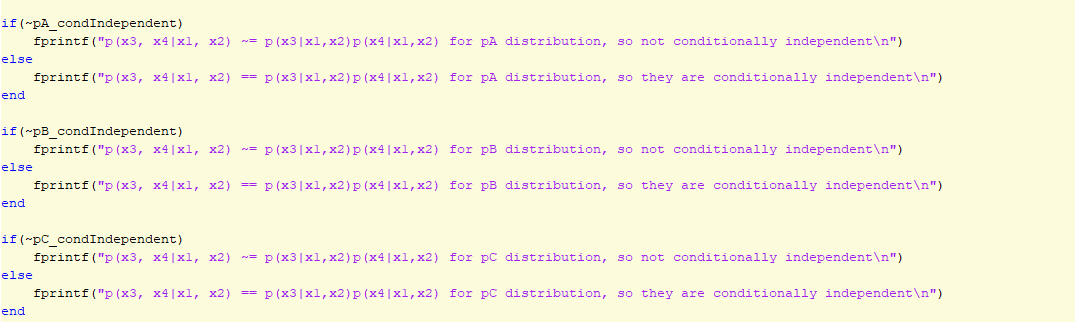 if(~pA_condIndependent)
fprintf("p(x3, x4|x1, x2) ~= p(x3|x1,x2)p(x4|x1,x2) for pA distribution, so not conditionally independent\n")
else
fprintf("p(x3, x4|x1, x2) == p(x3|x1,x2)p(x4|x1,x2) for pA distribution, so they are conditionally independent\n")
end
if(~pB_condIndependent)
fprintf("p(x3, x4|x1, x2) ~= p(x3|x1,x2)p(x4|x1,x2) for pB distribution, so not conditionally independent\n")
else
fprintf("p(x3, x4|x1, x2) == p(x3|x1,x2)p(x4|x1,x2) for pB distribution, so they are conditionally independent\n")
end
if(~pC_condIndependent)
fprintf("p(x3, x4|x1, x2) ~= p(x3|x1,x2)p(x4|x1,x2) for pC distribution, so not conditionally independent\n")
else
fprintf("p(x3, x4|x1, x2) == p(x3|x1,x2)p(x4|x1,x2) for pC distribution, so they are conditionally independent\n")
end